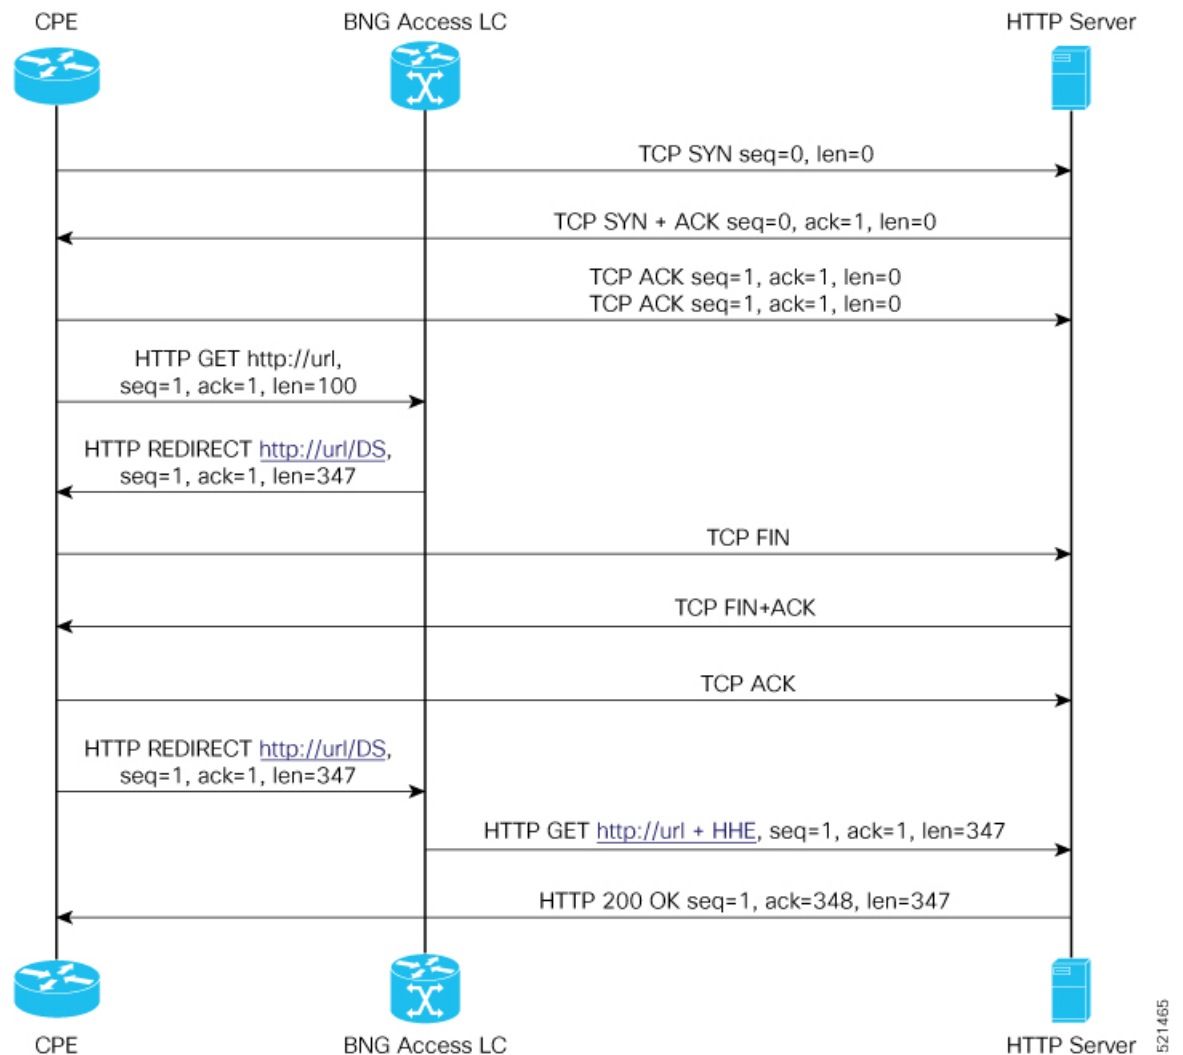 CPE
BNG Access LC
HTTP Server
TCP SYN seq=0, len=0
TCP SYN + ACK seq=0, ack=1, len=0
TCP ACK seq=1, ack=1, len=0
TCP ACK seq=1, ack=1, len=0
HTTP GET http://url,
seq=1, ack=1, len=100
HTTP REDIRECT http://url/DS,
seq=1, ack=1, len=347
TCP FIN
TCP FIN+ACK
TCP ACK
HTTP REDIRECT http://url/DS,
seq=1, ack=1, len=347
HTTP GET http://url + HHE, seq=1, ack=1, len=347
HTTP 200 OK seq=1, ack=348, len=347
CPE
BNG Access LC
HTTP Server
521465